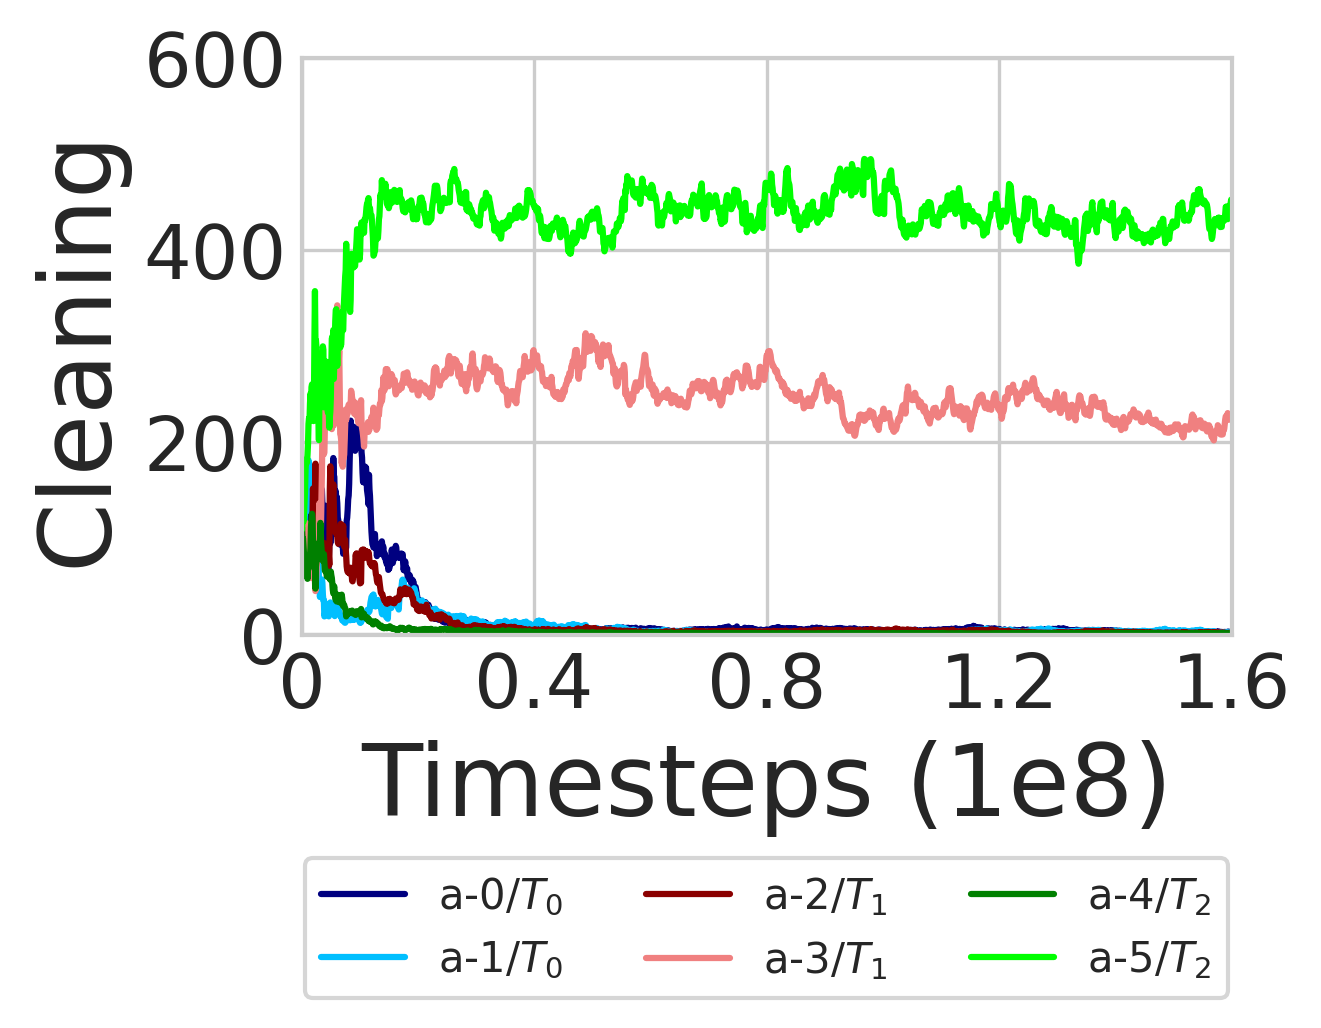 600
400
200
0
Cleaning
0 0.4 0.8 1.2 1.6
Timesteps (1e8)
a-0/T₀ a-2/T₁ a-4/T₂
a-1/T₀ a-3/T₁ a-5/T₂